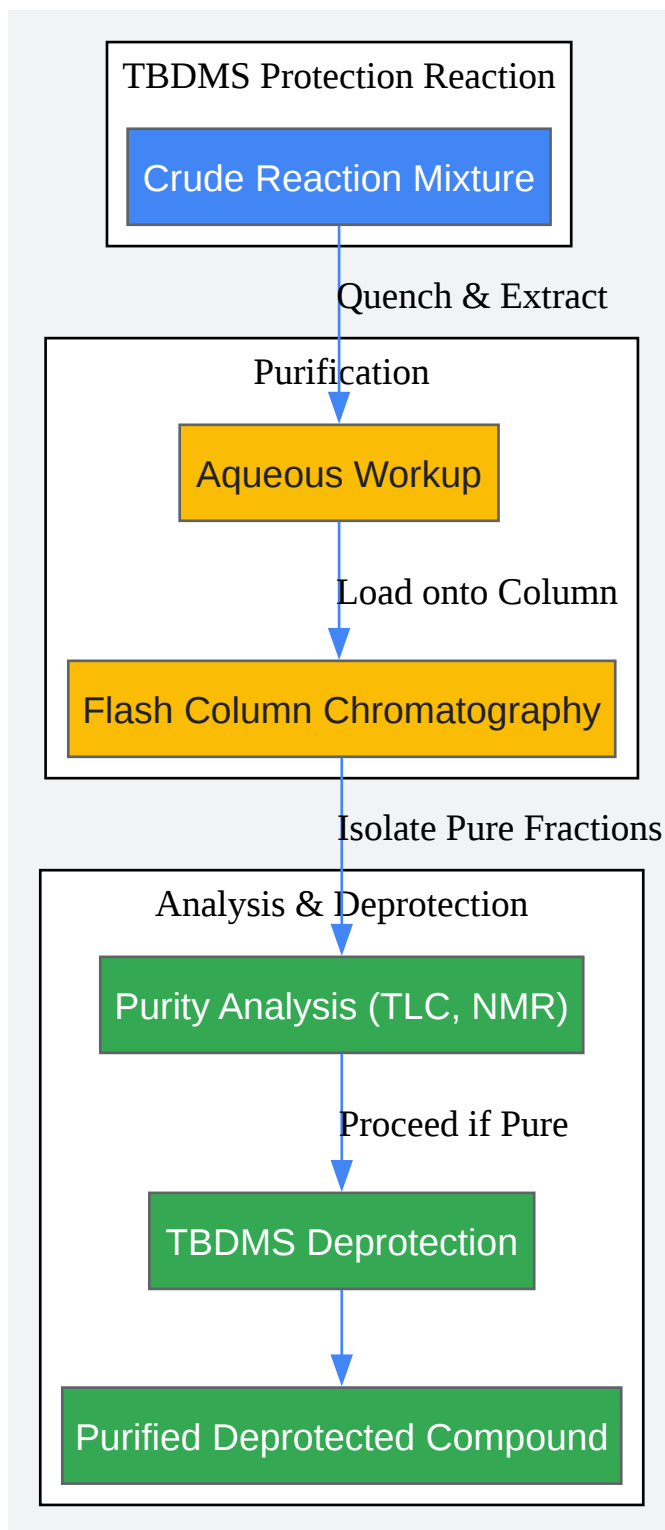 TBDMS Protection Reaction
Crude Reaction Mixture
Quench & Extract
Purification
Aqueous Workup
Load onto Column
Flash Column Chromatography
Isolate Pure Fractions
Analysis & Deprotection
Purity Analysis (TLC, NMR)
Proceed if Pure
TBDMS Deprotection
Purified Deprotected Compound